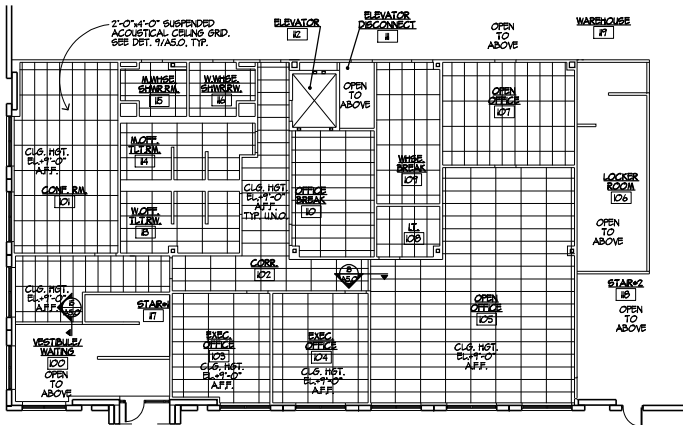 2'-0"x4'-0" SUSPENDED
ACOUSTICAL CEILING GRID.
SEE DET. 9/A5.0, TYP.
ELEVATOR
112
ELEVATOR
DISCONNECT
111
OPEN
TO
ABOVE
WAREHOUSE
119
M.WHSE.
SHWR.RM.
115
W.WHSE.
SHWR.RM.
116
OPEN
TO
ABOVE
OPEN
OFFICE
107
CLG. HGT.
EL.+9'-0"
A.F.F.
CONF. RM.
101
M.OFF.
TLT.RM.
114
W.OFF.
TLT.RM.
113
CLG. HGT.
EL.+9'-0"
A.F.F.
TYP. U.N.O.
OFFICE
BREAK
110
WHSE.
BREAK
109
I.T.
108
LOCKER
ROOM
106
OPEN
TO
ABOVE
CORR.
102
CLG. HGT.
EL.+9'-0"
A.F.F.
STAIR#1
117
VESTIBULE/
WAITING
100
OPEN
TO
ABOVE
EXEC.
OFFICE
103
CLG. HGT.
EL.+9'-0"
A.F.F.
EXEC.
OFFICE
104
CLG. HGT.
EL.+9'-0"
A.F.F.
OPEN
OFFICE
105
CLG. HGT.
EL.+9'-0"
A.F.F.
STAIR#2
118
OPEN
TO
ABOVE